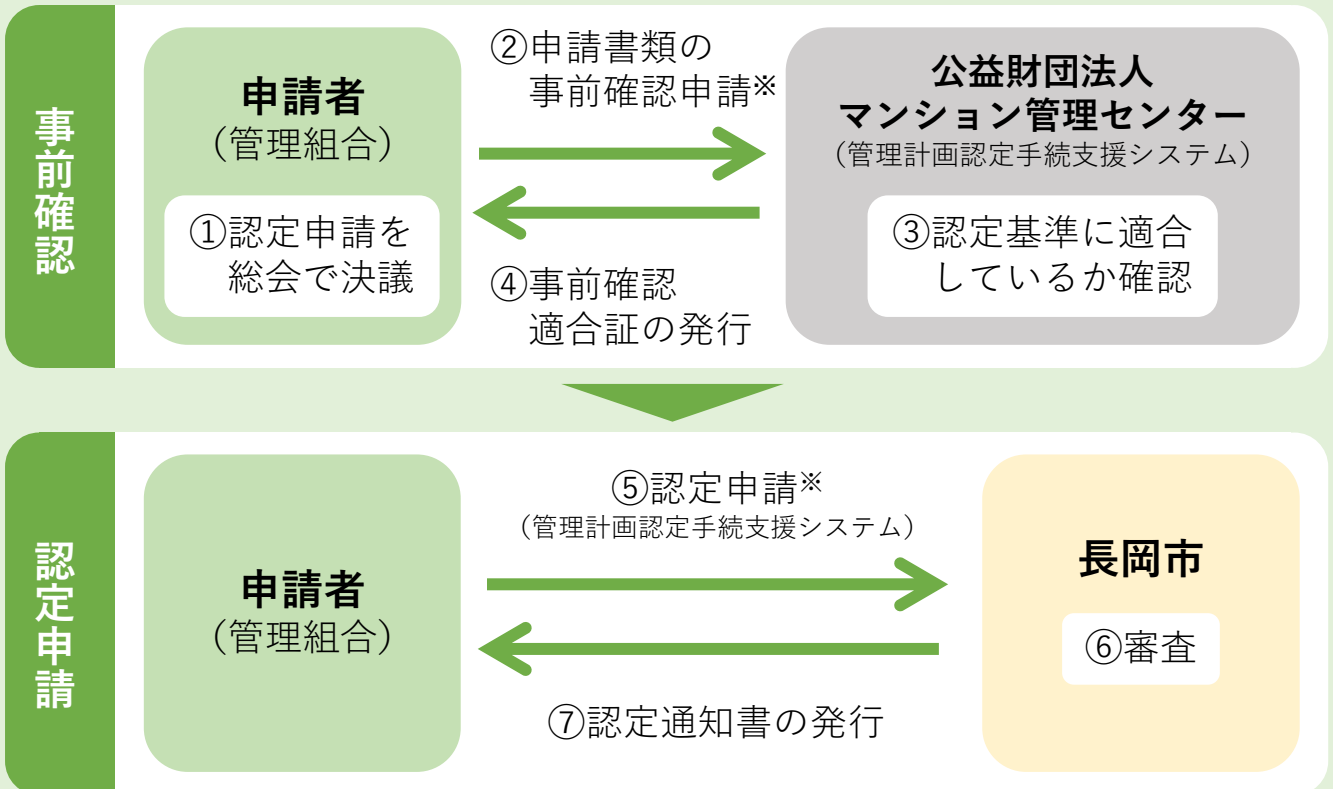 事前確認
申請者
（管理組合）
①認定申請を
総会で決議
②申請書類の
事前確認申請※
④事前確認
適合証の発行
公益財団法人
マンション管理センター
（管理計画認定手続支援システム）
③認定基準に適合
しているか確認
認定申請
申請者
（管理組合）
⑤認定申請※
（管理計画認定手続支援システム）
⑦認定通知書の発行
長岡市
⑥審査